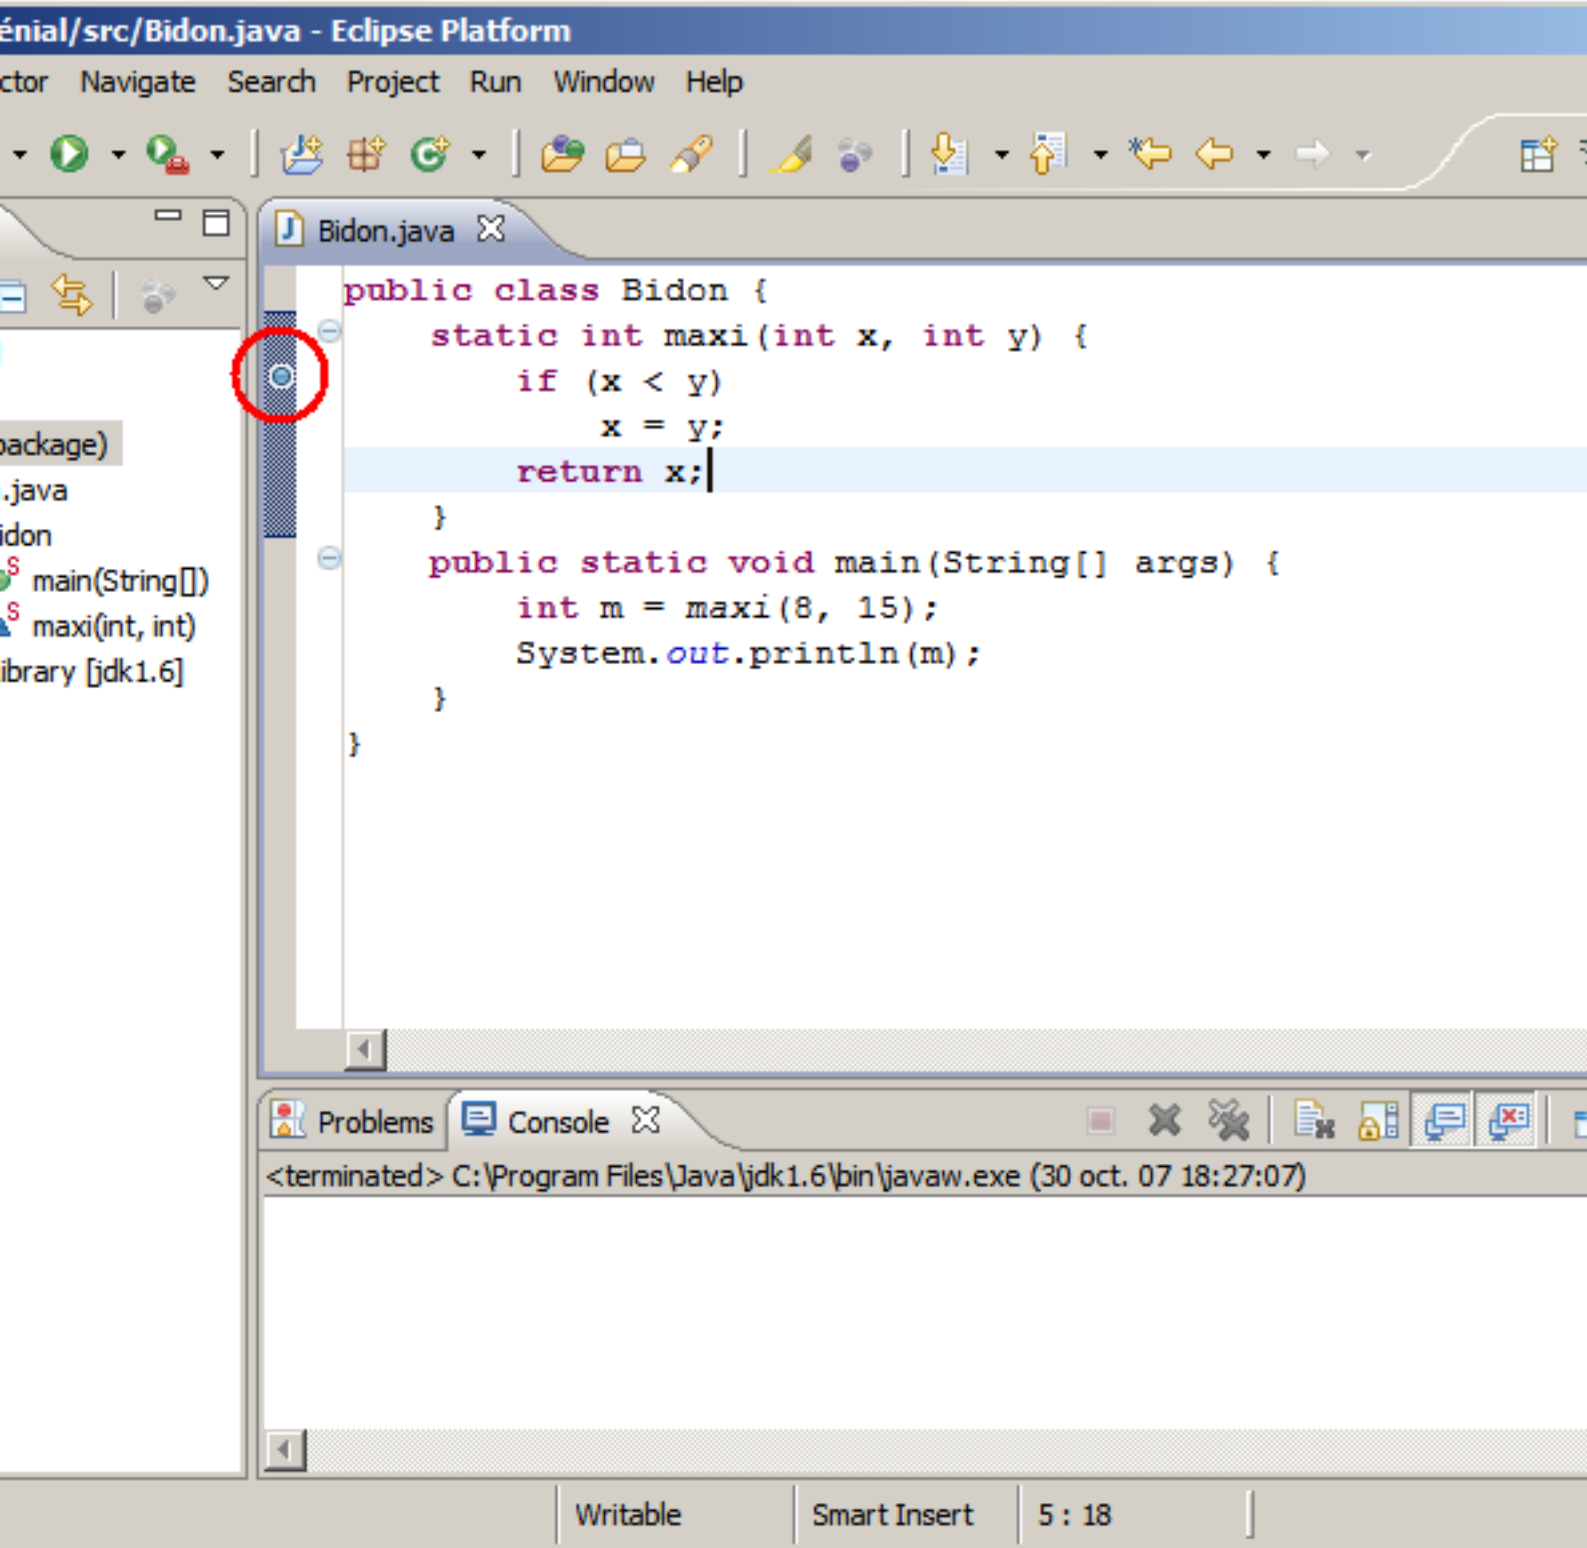 énial/src/Bidon.java - Eclipse Platform
ctor Navigate Search Project Run Window Help
Bidon.java
public class Bidon {
static int maxi(int x, int y) {
if (x < y)
x = y;
return x;
}
public static void main(String[] args) {
int m = maxi(8, 15);
System.out.println(m);
}
}
package)
.java
idon
S main(String[])
S maxi(int, int)
ibrary [jdk1.6]
Problems Console
<terminated> C:\Program Files\Java\jdk1.6\bin\javaw.exe (30 oct. 07 18:27:07)
Writable Smart Insert 5 : 18